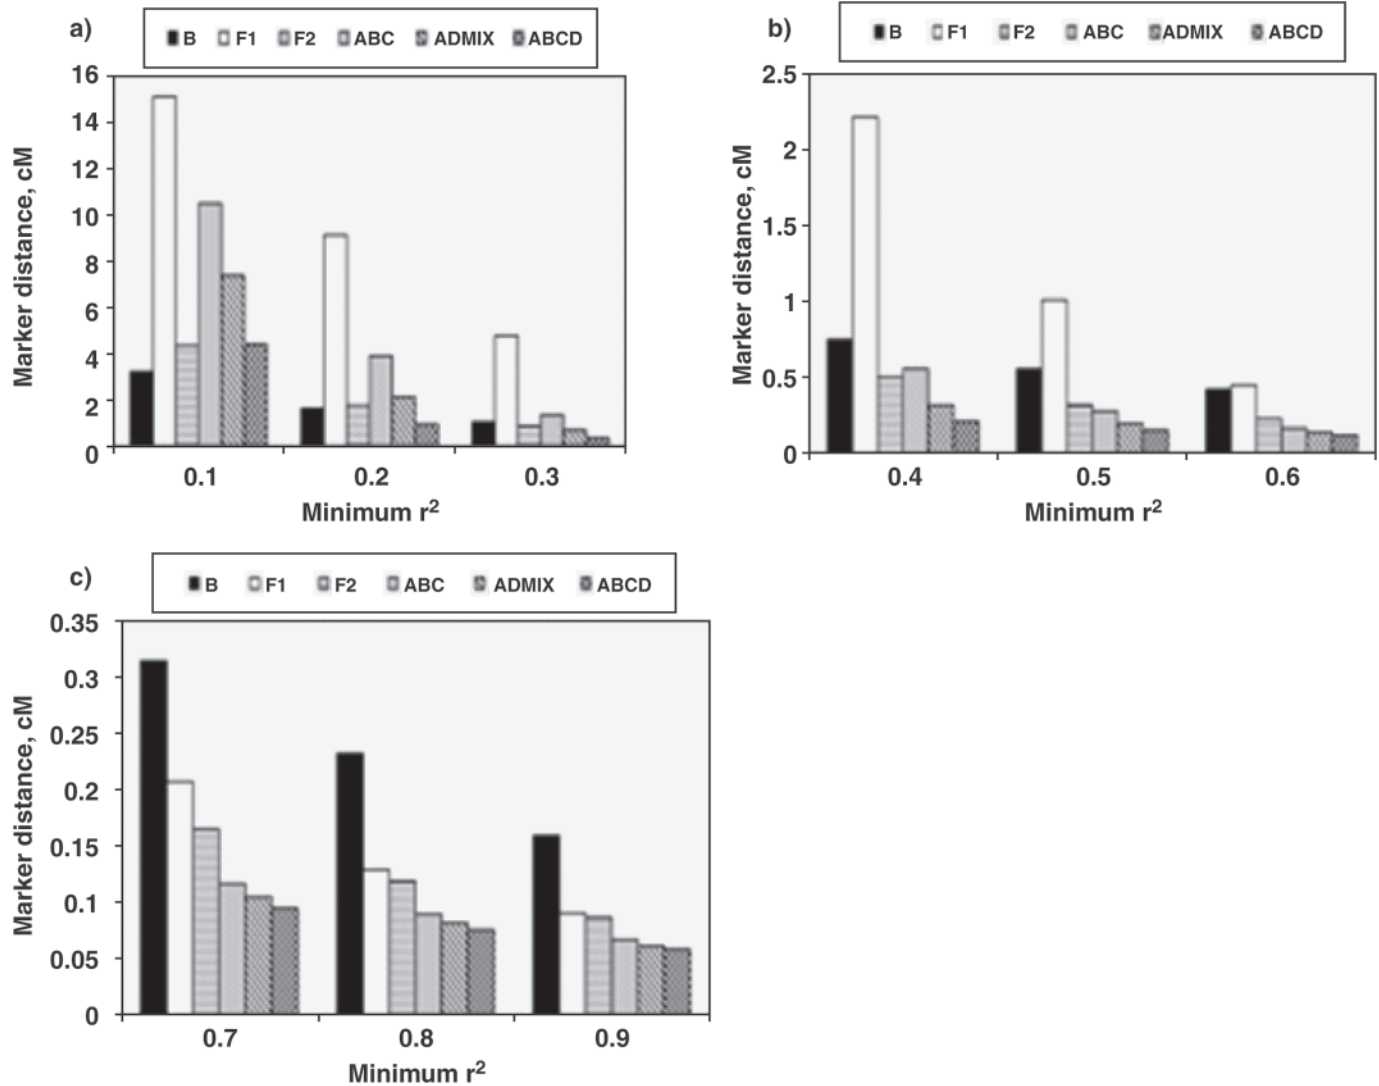 a)
B F1 F2 ABC ADMIX ABCD
16
14
12
10
8
6
4
2
0
Marker distance, cM
0.1 0.2 0.3
Minimum r²
b)
B F1 F2 ABC ADMIX ABCD
2.5
2
1.5
1
0.5
0
Marker distance, cM
0.4 0.5 0.6
Minimum r²
c)
B F1 F2 ABC ADMIX ABCD
0.35
0.3
0.25
0.2
0.15
0.1
0.05
0
Marker distance, cM
0.7 0.8 0.9
Minimum r²